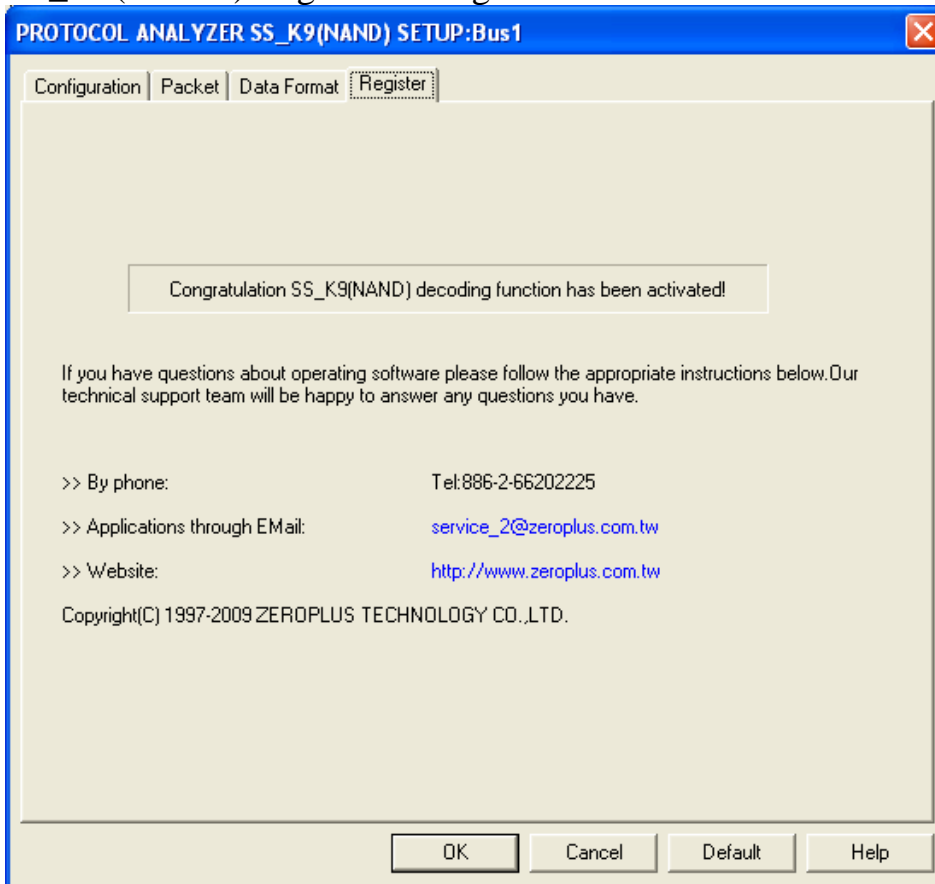 PROTOCOL ANALYZER SS_K9(NAND) SETUP:Bus1
Configuration Packet Data Format Register
Congratulation SS_K9(NAND) decoding function has been activated!
If you have questions about operating software please follow the appropriate instructions below.Our
technical support team will be happy to answer any questions you have.
>> By phone: Tel:886-2-66202225
>> Applications through EMail: service_2@zeroplus.com.tw
>> Website: http://www.zeroplus.com.tw
Copyright(C) 1997-2009 ZEROPLUS TECHNOLOGY CO.,LTD.
OK Cancel Default Help